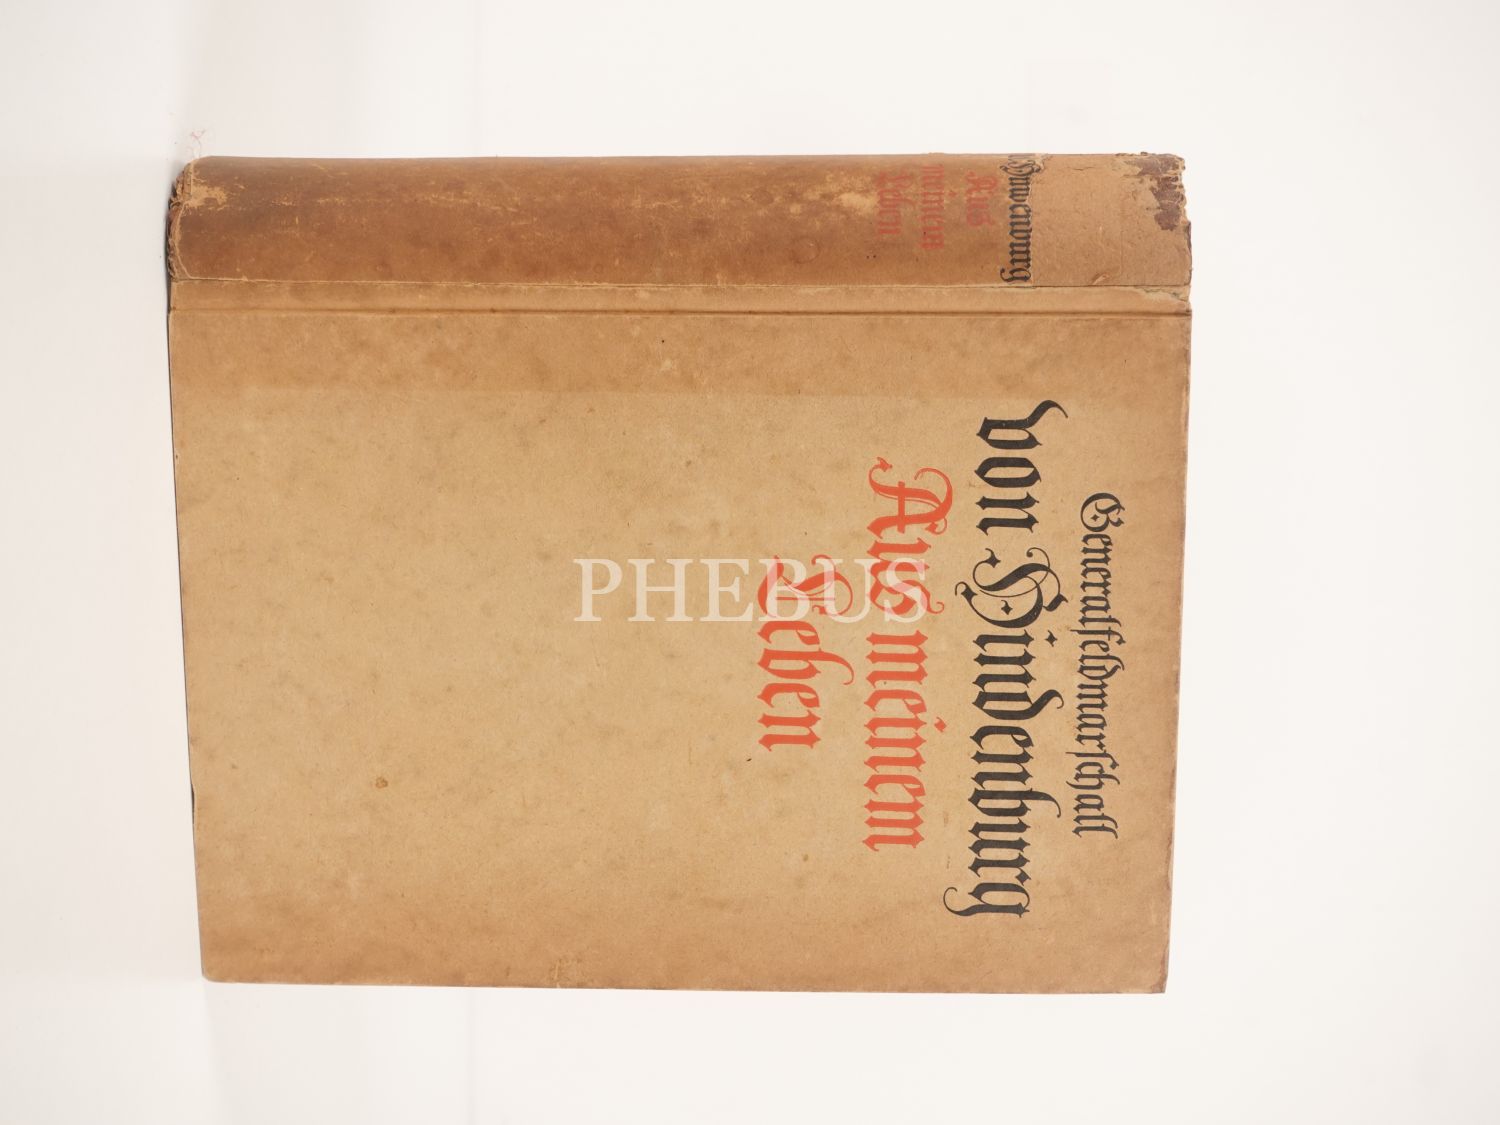 Generalfeldmarschall
von Hindenburg
Aus meinem
Leben
Hindenburg
Aus
meinem
Leben
PHEBUS